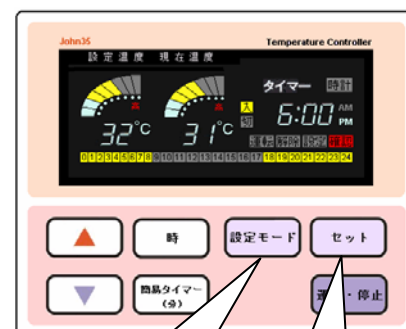 John35
Temperature Controller
設定温度 現在温度
タイマー 時計
高 高
入
切
32℃ 31℃ 6:00 AM
PM
運転 解除 設定 確認
0 1 2 3 4 5 6 7 8 9 10 11 12 13 14 15 16 17 18 19 20 21 22 23 24
時
設定モード
セット
簡易タイマー
(分)
・停止